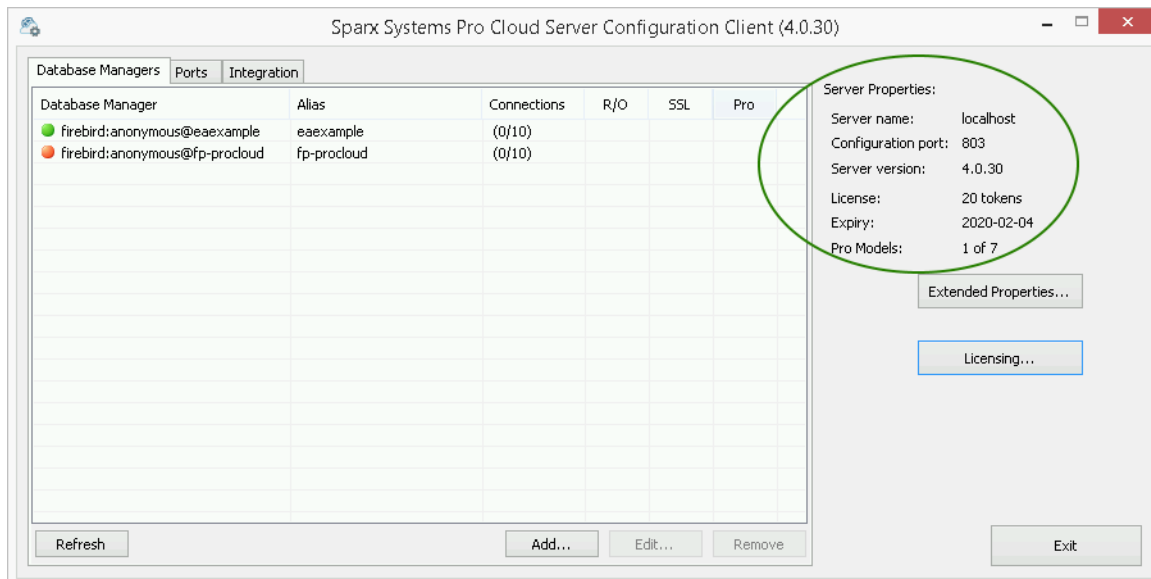 Sparx Systems Pro Cloud Server Configuration Client (4.0.30)
Database Managers Ports Integration
Database Manager Alias Connections R/O SSL Pro
firebird:anonymous@eaexample eaexample (0/10)
firebird:anonymous@fp-procloud fp-procloud (0/10)
Refresh Add... Edit... Remove
Server Properties:
Server name: localhost
Configuration port: 803
Server version: 4.0.30
License: 20 tokens
Expiry: 2020-02-04
Pro Models: 1 of 7
Extended Properties...
Licensing...
Exit